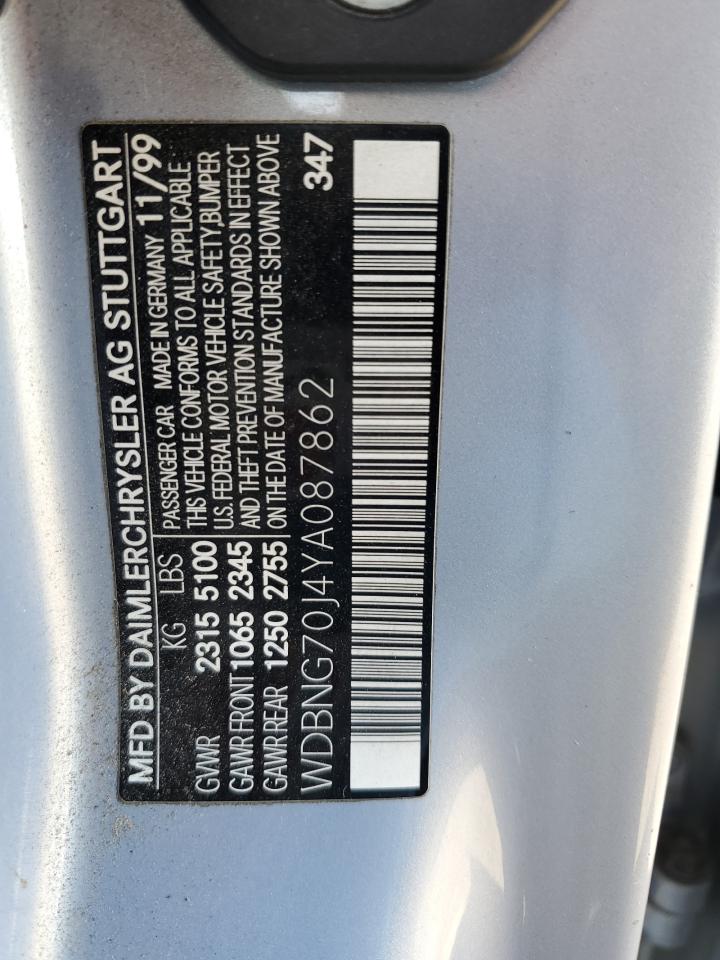 MFD BY DAIMLERCHRYSLER AG STUTTGART
KG LBS PASSENGER CAR MADE IN GERMANY 11/99
GVWR 2315 5100 THIS VEHICLE CONFORMS TO ALL APPLICABLE
U.S. FEDERAL MOTOR VEHICLE SAFETY,BUMPER
GAWR FRONT 1065 2345 AND THEFT PREVENTION STANDARDS IN EFFECT
GAWR REAR 1250 2755 ON THE DATE OF MANUFACTURE SHOWN ABOVE
WDBNG70J4YA087862 347